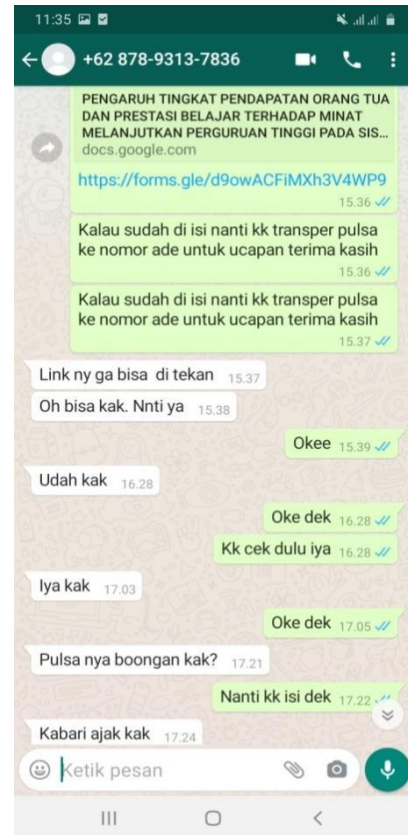 11:35
+62 878-9313-7836
PENGARUH TINGKAT PENDAPATAN ORANG TUA
DAN PRESTASI BELAJAR TERHADAP MINAT
MELANJUTKAN PERGURUAN TINGGI PADA SIS...
docs.google.com
https://forms.gle/d9owACFiMXh3V4WP9
15.36
Kalau sudah di isi nanti kk transper pulsa
ke nomor ade untuk ucapan terima kasih
15.36
Kalau sudah di isi nanti kk transper pulsa
ke nomor ade untuk ucapan terima kasih
15.37
Link ny ga bisa di tekan 15.37
Oh bisa kak. Nnti ya 15.38
Okee 15.39
Udah kak 16.28
Oke dek 16.28
Kk cek dulu iya 16.28
Iya kak 17.03
Oke dek 17.05
Pulsa nya boongan kak? 17.21
Nanti kk isi dek 17.22
Kabari ajak kak 17.24
Ketik pesan